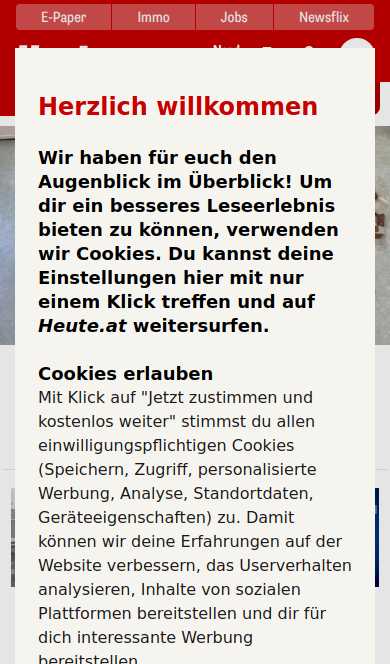 E-Paper Immo Jobs Newsflix
Herzlich willkommen
Wir haben für euch den
Augenblick im Überblick! Um
dir ein besseres Leseerlebnis
bieten zu können, verwenden
wir Cookies. Du kannst deine
Einstellungen hier mit nur
einem Klick treffen und auf
Heute.at weitersurfen.
Cookies erlauben
Mit Klick auf "Jetzt zustimmen und
kostenlos weiter" stimmst du allen
einwilligungspflichtigen Cookies
(Speichern, Zugriff, personalisierte
Werbung, Analyse, Standortdaten,
Geräteeigenschaften) zu. Damit
können wir deine Erfahrungen auf der
Website verbessern, das Userverhalten
analysieren, Inhalte von sozialen
Plattformen bereitstellen und dir für
dich interessante Werbung
bereitstellen